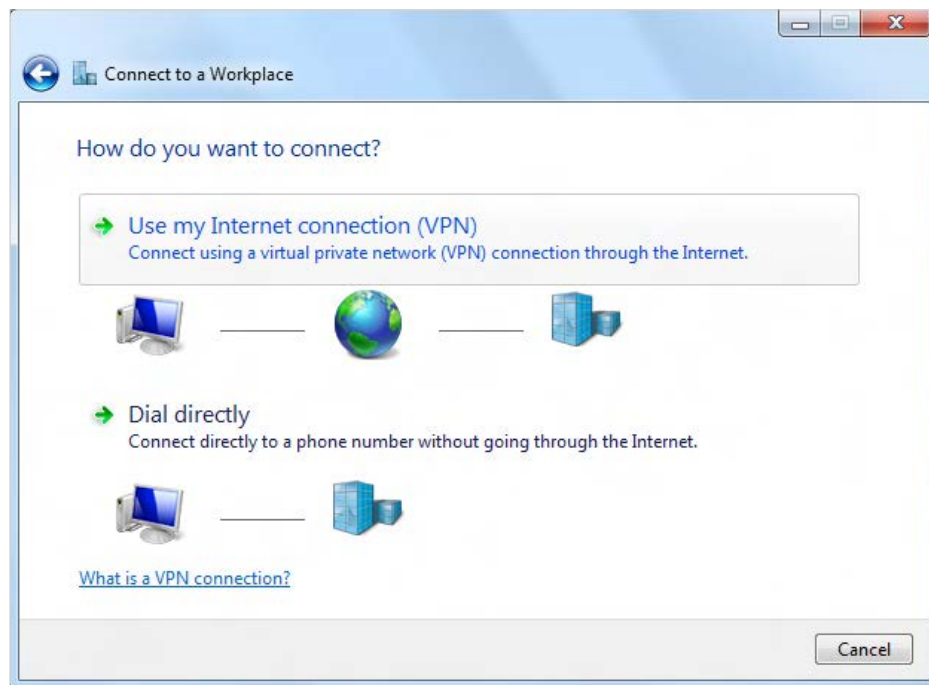 Connect to a Workplace
How do you want to connect?
Use my Internet connection (VPN)
Connect using a virtual private network (VPN) connection through the Internet.
Dial directly
Connect directly to a phone number without going through the Internet.
What is a VPN connection?
Cancel